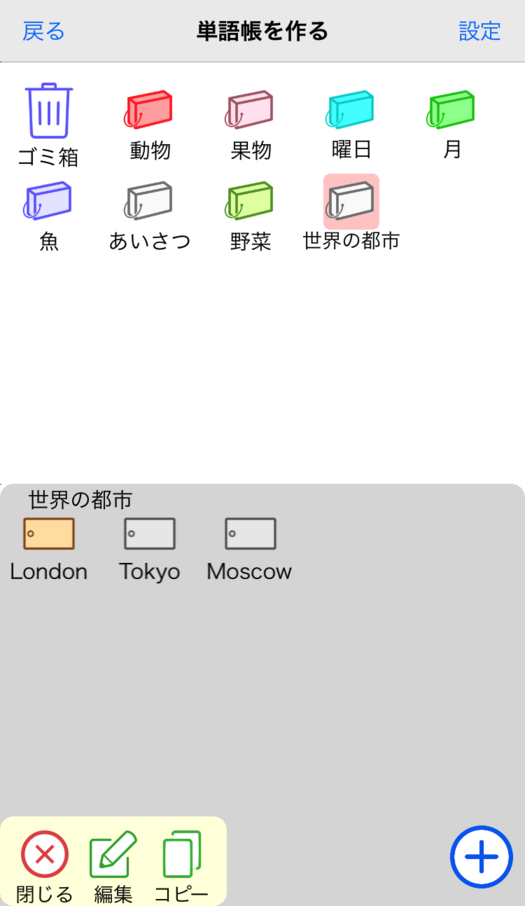 戻る 単語帳を作る 設定
ゴミ箱 動物 果物 曜日 月
魚 あいさつ 野菜 世界の都市
世界の都市
London Tokyo Moscow
閉じる 編集 コピー